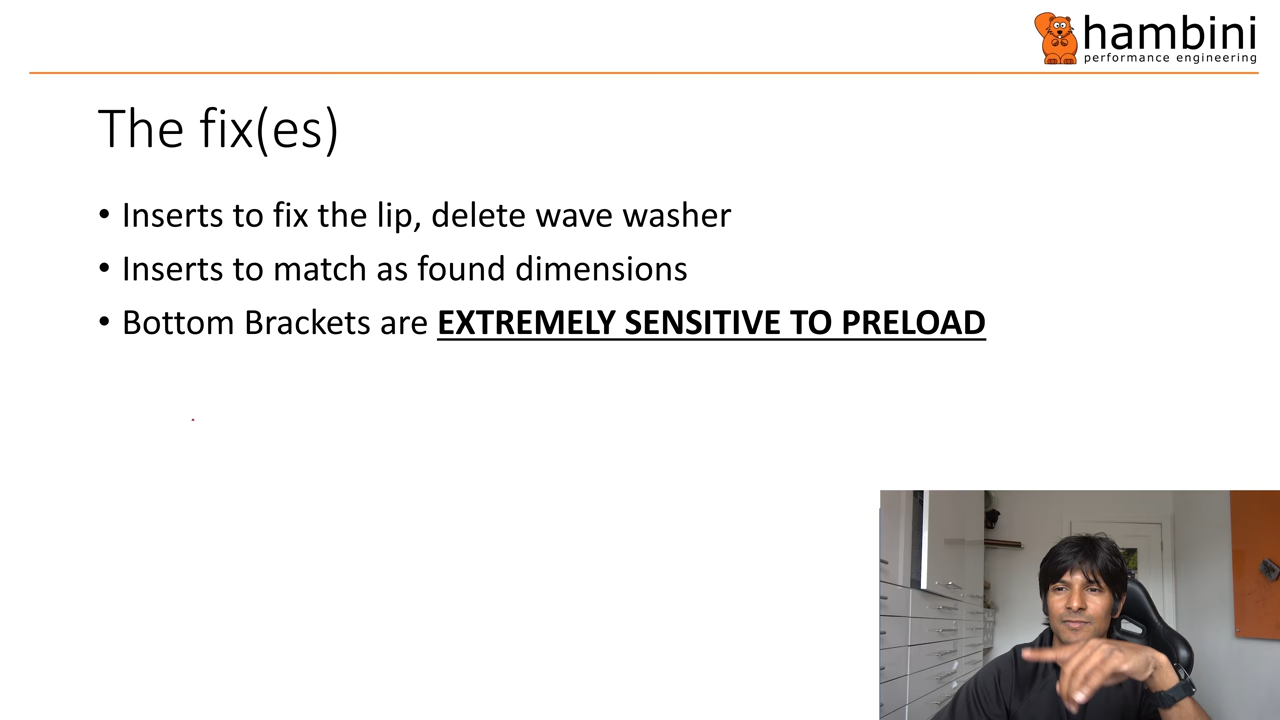 hambini
performance engineering
The fix(es)
• Inserts to fix the lip, delete wave washer
• Inserts to match as found dimensions
• Bottom Brackets are EXTREMELY SENSITIVE TO PRELOAD